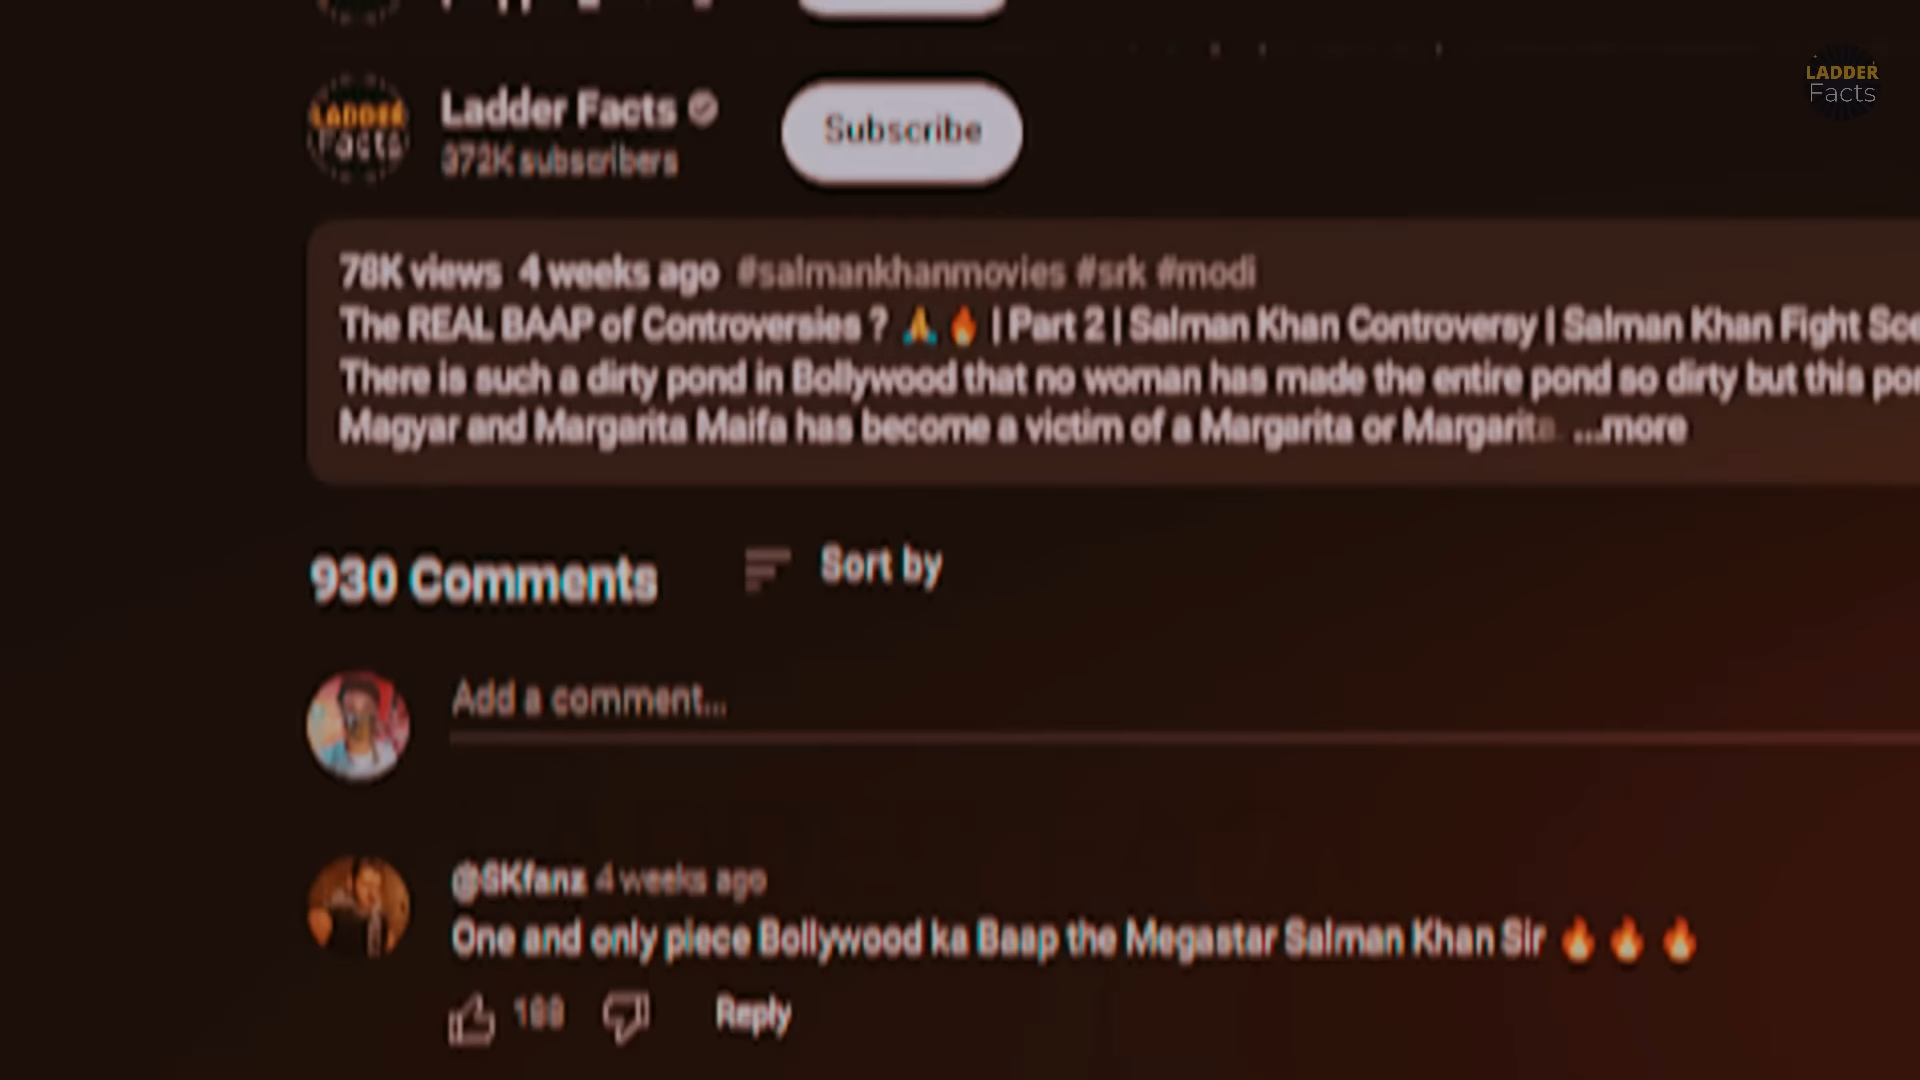 LADDER
Facts
LADDER
Facts
Ladder Facts
372K subscribers
Subscribe
78K views 4 weeks ago #salmankhanmovies #srk #modi
The REAL BAAP of Controversies ? 🙏🔥 | Part 2 | Salman Khan Controversy | Salman Khan Fight
There is such a dirty pond in Bollywood that no woman has made the entire pond so dirty but this
Magyar and Margarita Maifa has become a victim of a Margarita or Margarita ...more
930 Comments
Sort by
Add a comment...
@SKfanz 4 weeks ago
One and only piece Bollywood ka Baap the Megastar Salman Khan Sir 🔥🔥🔥
Reply